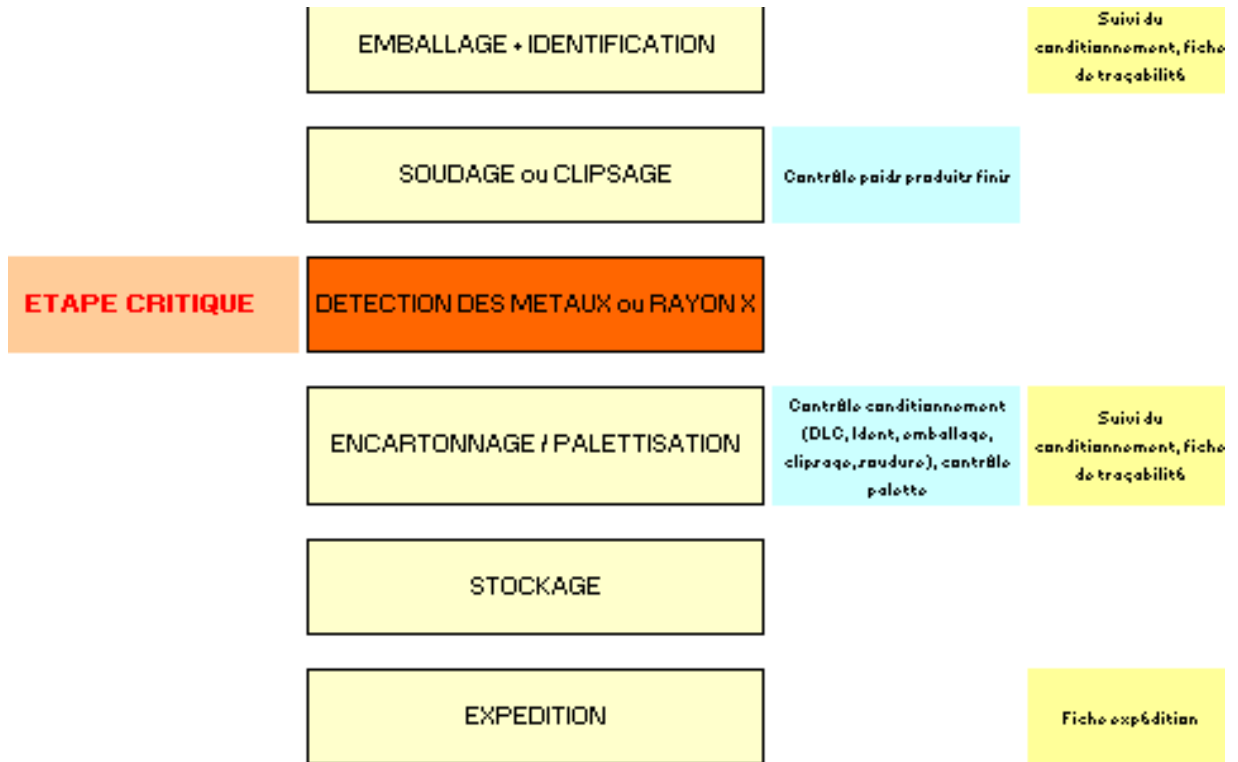 EMBALLAGE + IDENTIFICATION
Suivi du
conditionnement, fiche
de traçabilité
SOUDAGE ou CLIPSAGE
Contrôle poids produits finis
ETAPE CRITIQUE
DETECTION DES METAUX ou RAYON X
ENCARTONNAGE / PALETTISATION
Contrôle conditionnement
(DLC, Ident, emballage,
clipsage, soudure), contrôle
palette
Suivi du
conditionnement, fiche
de traçabilité
STOCKAGE
EXPEDITION
Fiche expédition